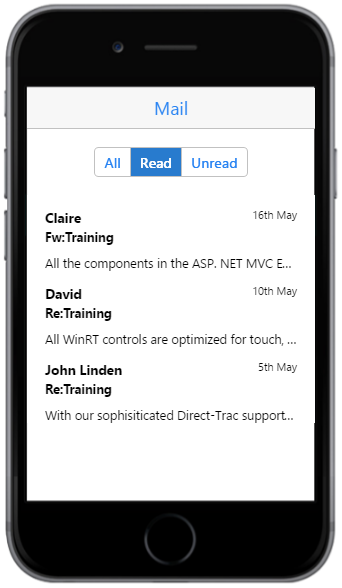 Mail
All Read Unread
Claire 16th May
Fw:Training
All the components in the ASP. NET MVC E...
David 10th May
Re:Training
All WinRT controls are optimized for touch, ...
John Linden 5th May
Re:Training
With our sophisiticated Direct-Trac support...